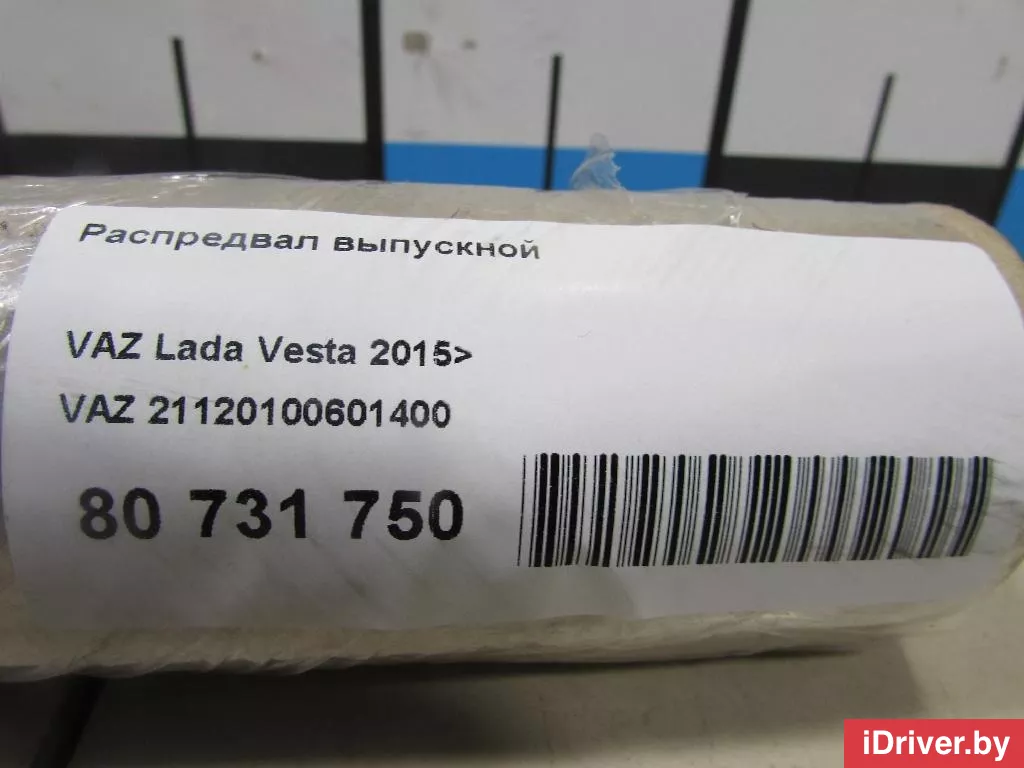 Распредвал выпускной
VAZ Lada Vesta 2015>
VAZ 21120100601400
80 731 750
iDriver.by